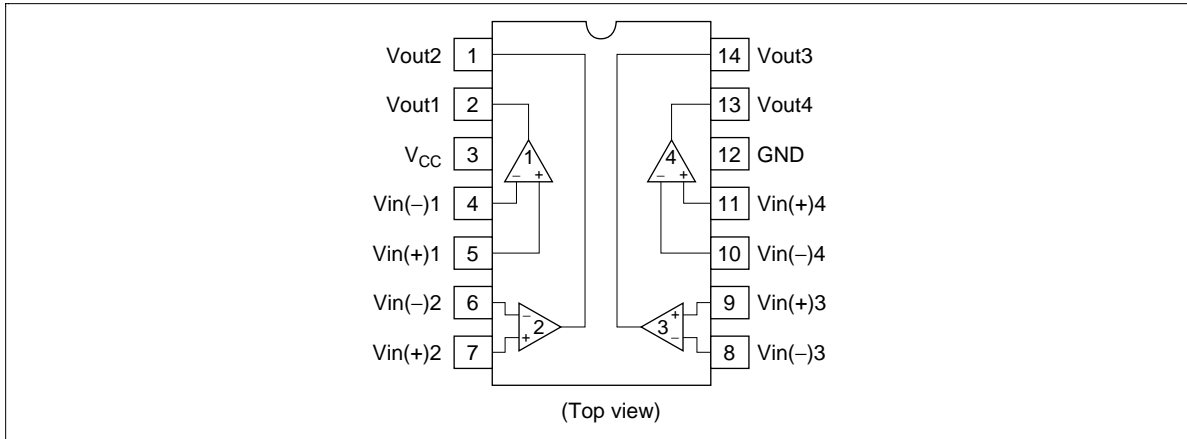 Vout2 1 14 Vout3
Vout1 2 13 Vout4
VCC 3 1 4 12 GND
− + − +
Vin(−)1 4 11 Vin(+)4
Vin(+)1 5 10 Vin(−)4
Vin(−)2 6 − + 9 Vin(+)3
2 3
Vin(+)2 7 + − 8 Vin(−)3
(Top view)